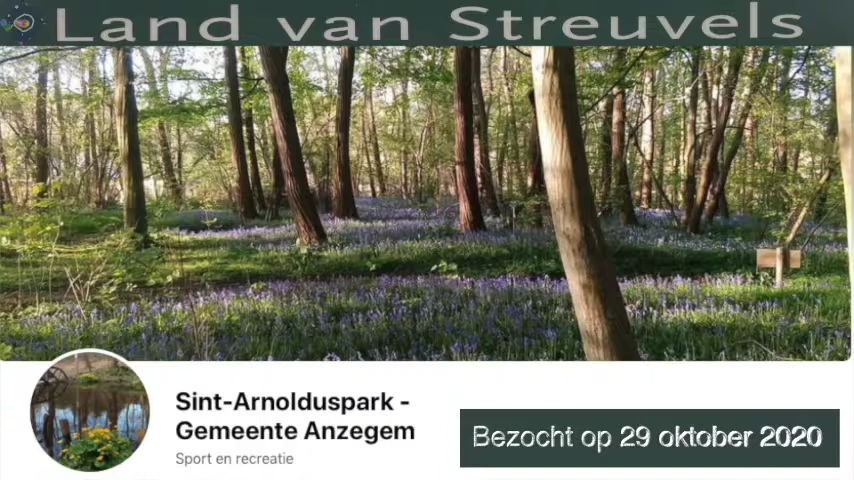 Land van Streuvels
Sint-Arnolduspark -
Gemeente Anzegem
Sport en recreatie
Bezocht op 29 oktober 2020